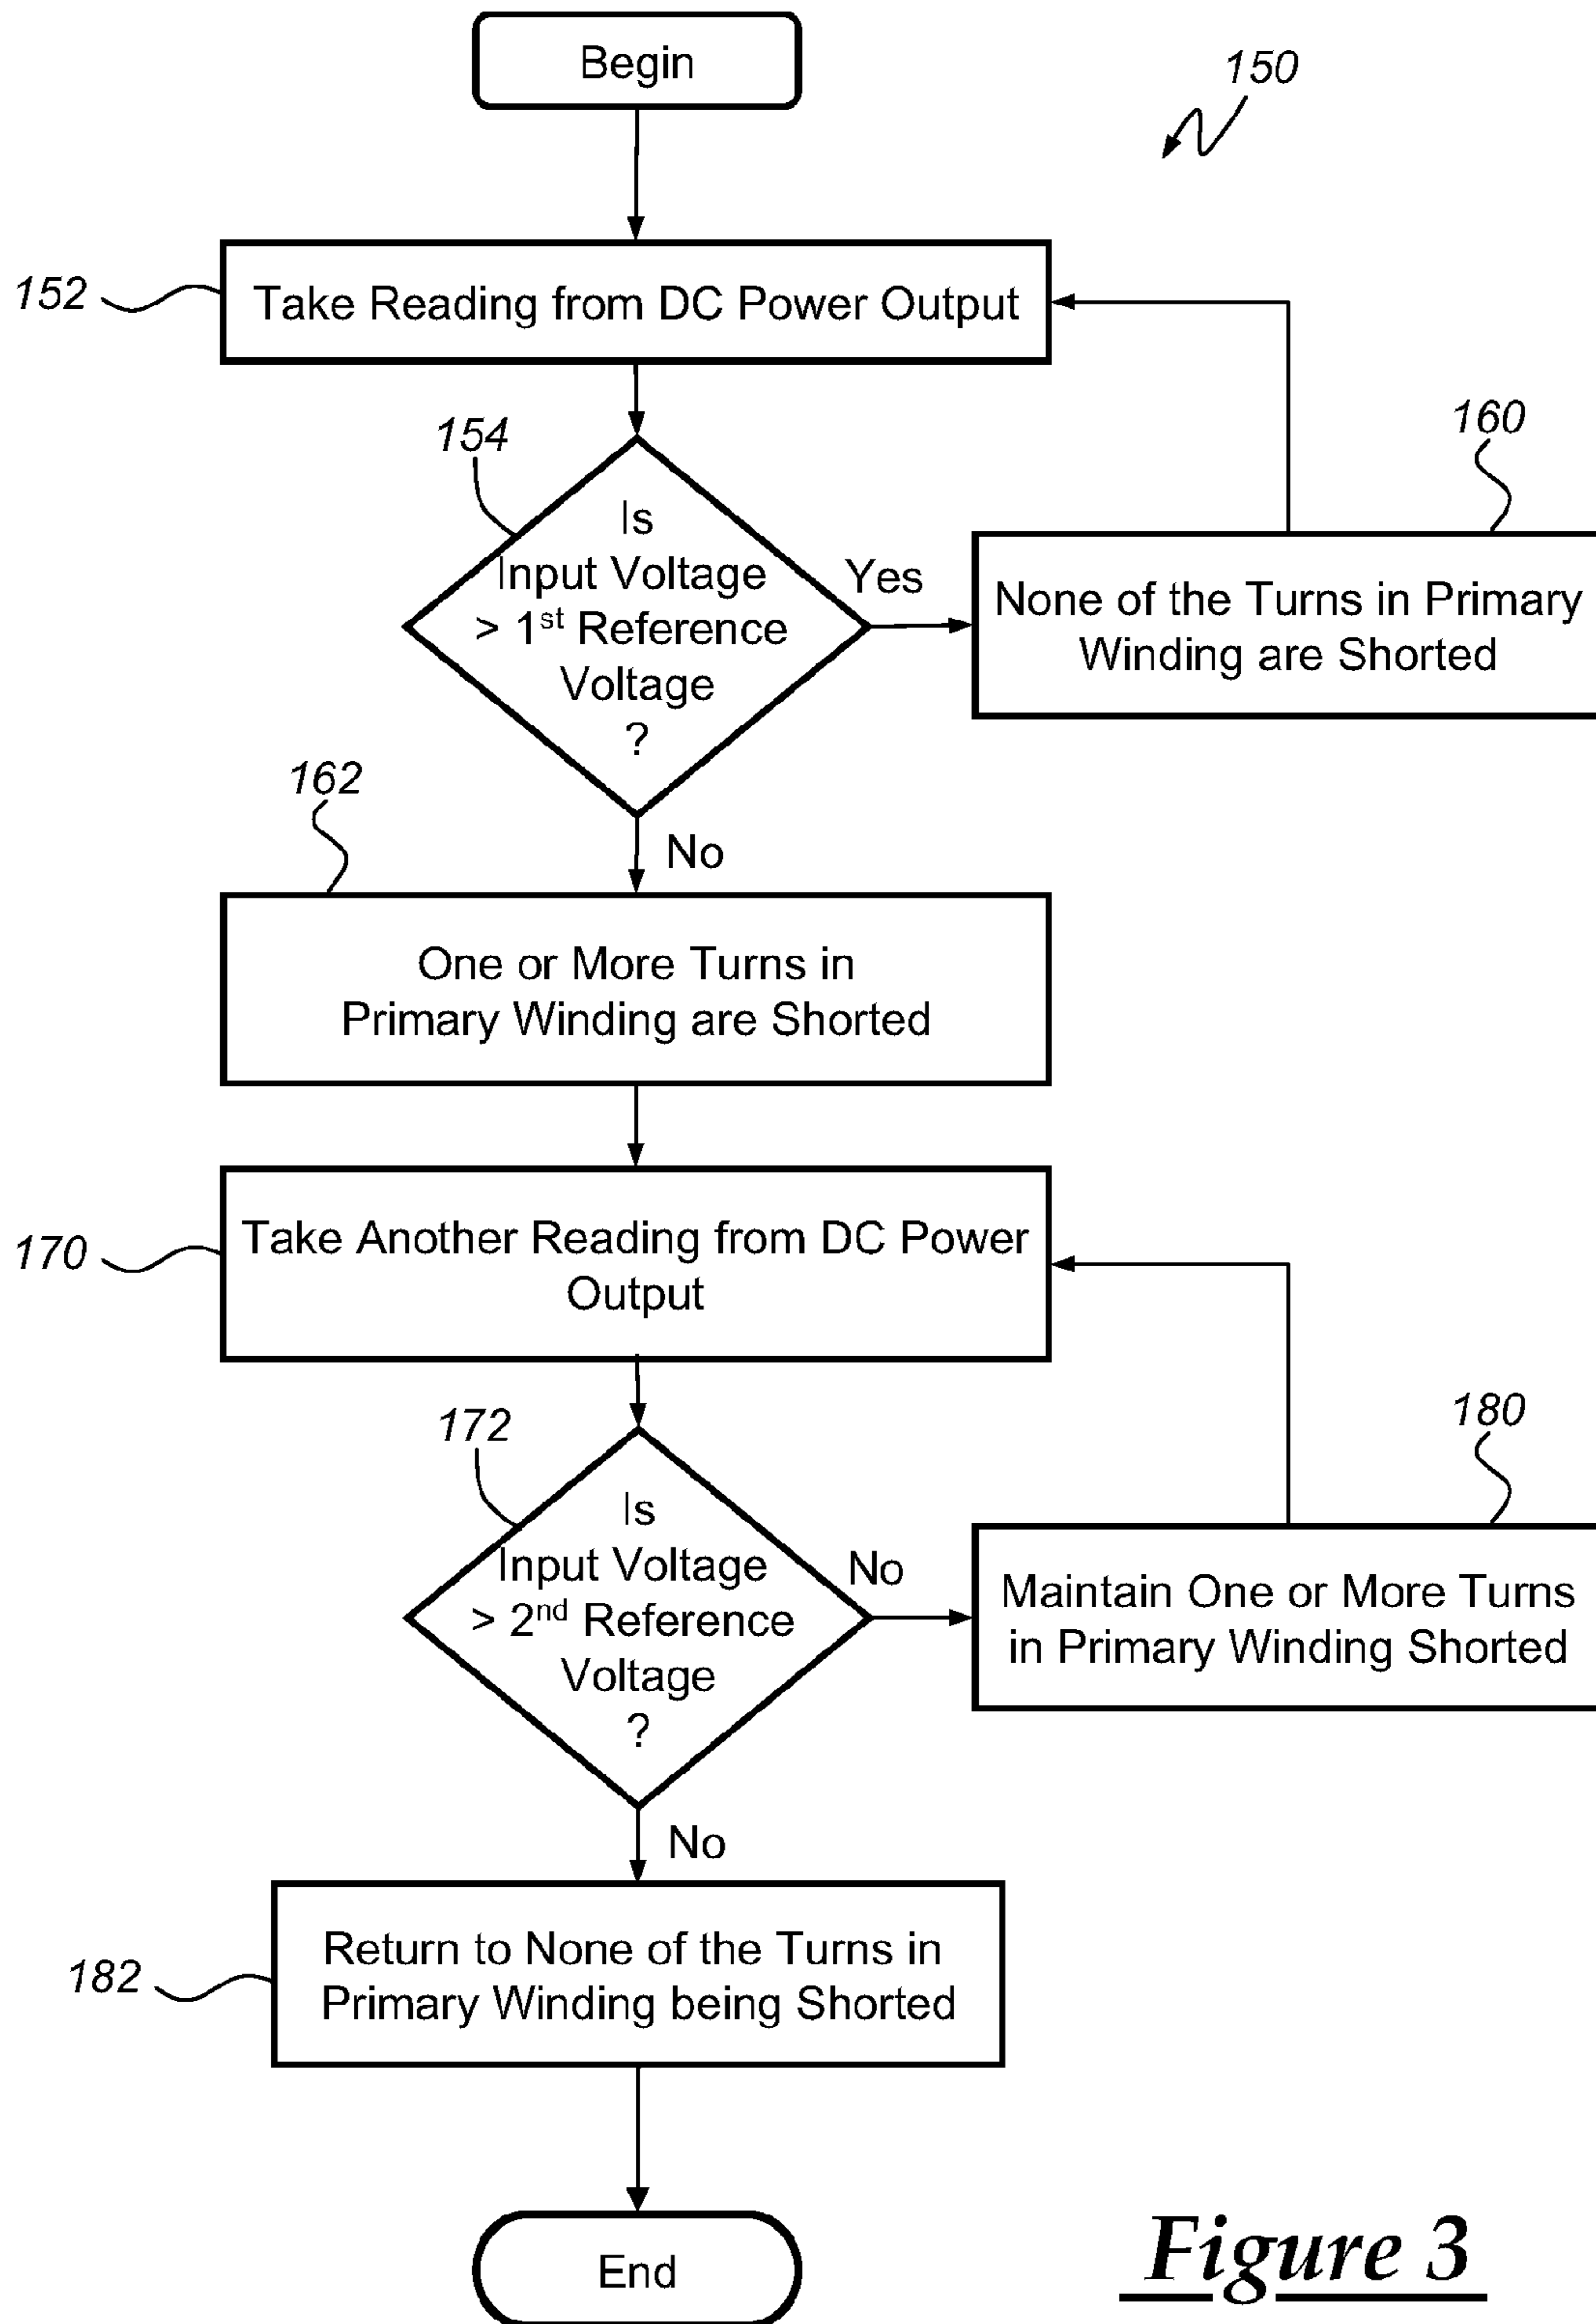 Begin
150
152
Take Reading from DC Power Output
154
Is
Input Voltage
> 1st Reference
Voltage
?
Yes
160
None of the Turns in Primary
Winding are Shorted
No
162
One or More Turns in
Primary Winding are Shorted
170
Take Another Reading from DC Power
Output
172
Is
Input Voltage
> 2nd Reference
Voltage
?
No
180
Maintain One or More Turns
in Primary Winding Shorted
No
182
Return to None of the Turns in
Primary Winding being Shorted
End
Figure 3